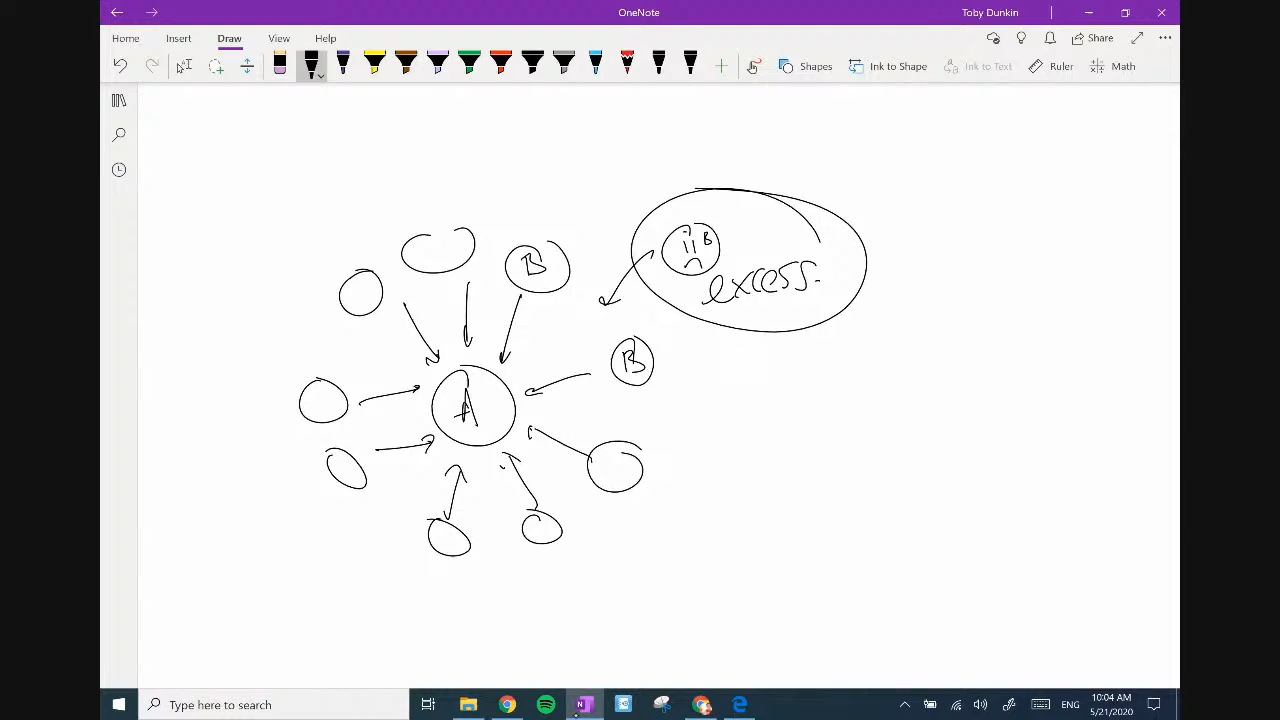 OneNote
Toby Dunkin
Home
Insert
Draw
View
Help
Share
Shapes
Ink to Shape
Ink to Text
Ruler
Math
B
B
excess.
B
A
Type here to search
ENG
10:04 AM
5/21/2020